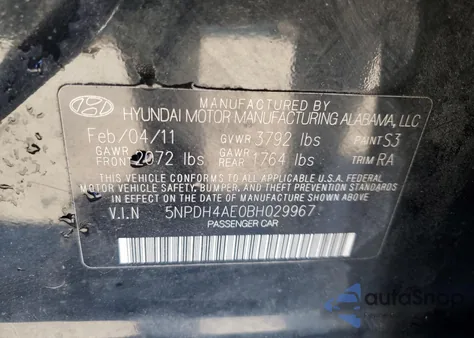 MANUFACTURED BY
HYUNDAI MOTOR MANUFACTURING ALABAMA, LLC
Feb/04/11 GVWR 3792 lbs PAINT S3
GAWR FRONT 2072 lbs GAWR REAR 1764 lbs TRIM RA
THIS VEHICLE CONFORMS TO ALL APPLICABLE U.S.A. FEDERAL
MOTOR VEHICLE SAFETY, BUMPER, AND THEFT PREVENTION
STANDARDS IN EFFECT ON THE DATE OF MANUFACTURE SHOWN
ABOVE.
V.I.N 5NPDH4AE0BH029967
PASSENGER CAR
autoSnap